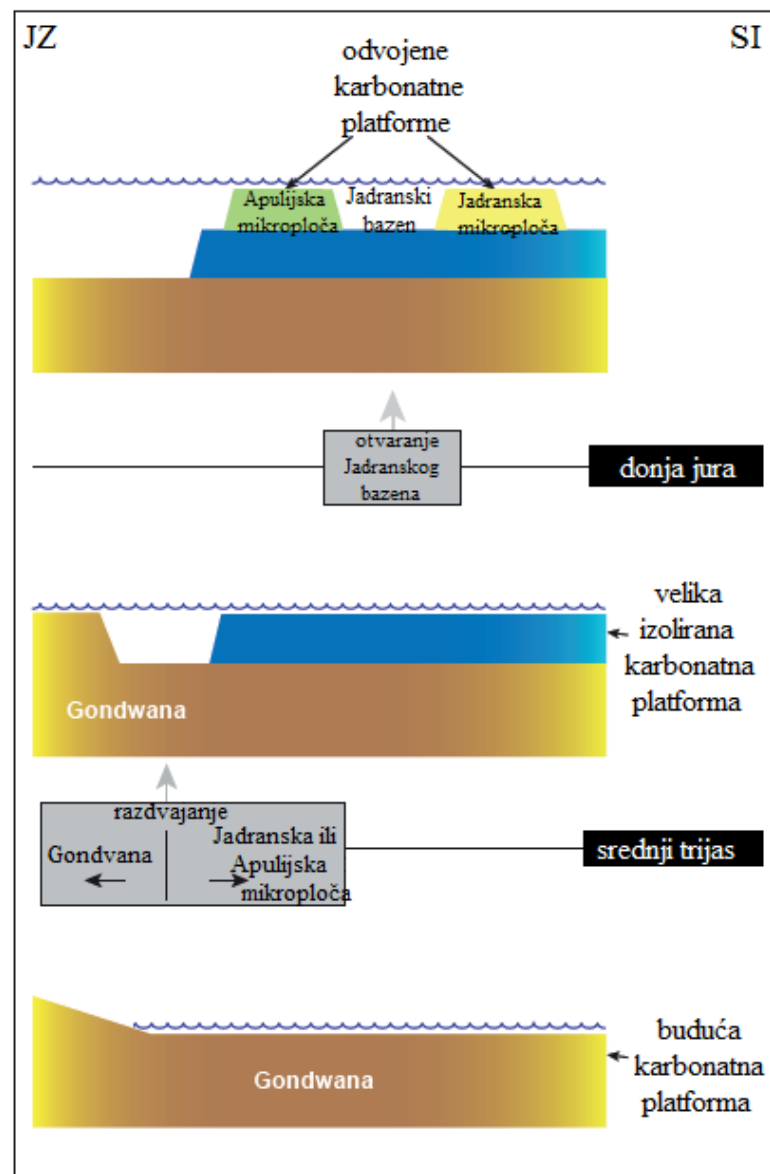 JZ
SI
odvojene
karbonatne
platforme
Apulijska
mikroploča
Jadranski
bazen
Jadranska
mikroploča
otvaranje
Jadranskog
bazena
donja jura
velika
izolirana
karbonatna
platforma
Gondwana
razdvajanje
Gondvana
Jadranska ili
Apulijska
mikroploča
srednji trijas
buduća
karbonatna
platforma
Gondwana